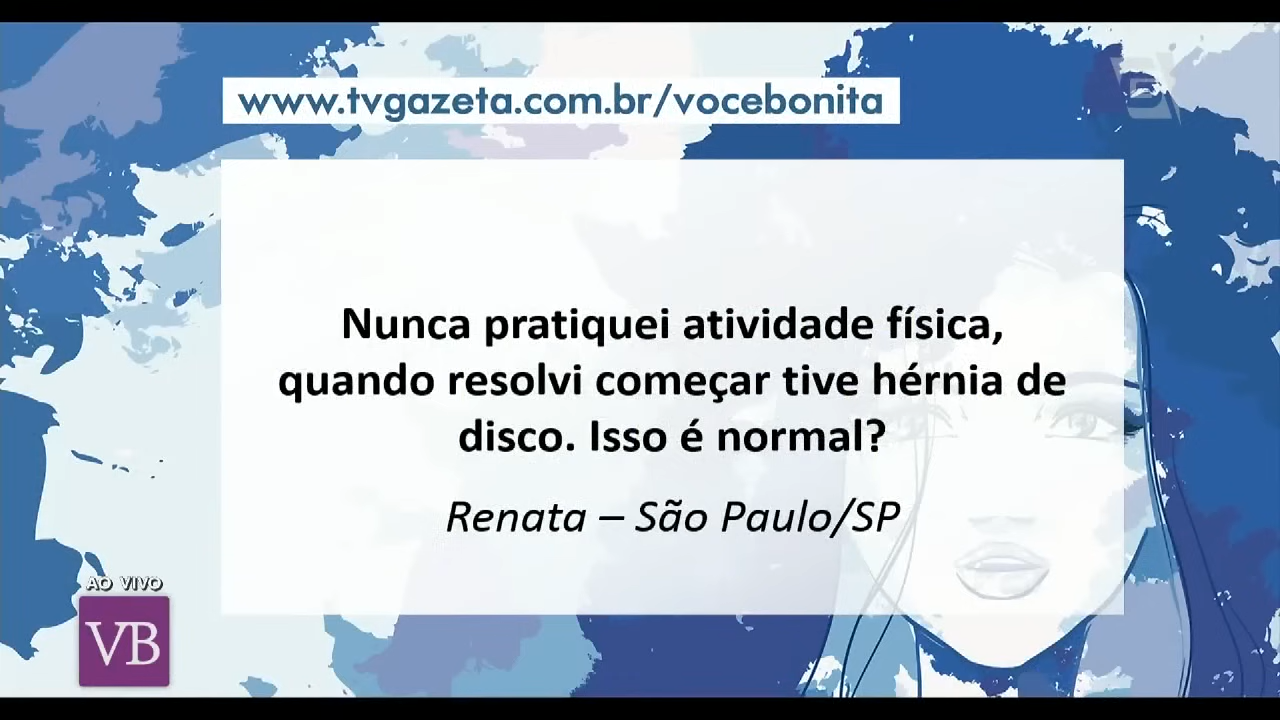 www.tvgazeta.com.br/vocebonita
Nunca pratiquei atividade física,
quando resolvi começar tive hérnia de
disco. Isso é normal?
Renata – São Paulo/SP
AO VIVO
VB